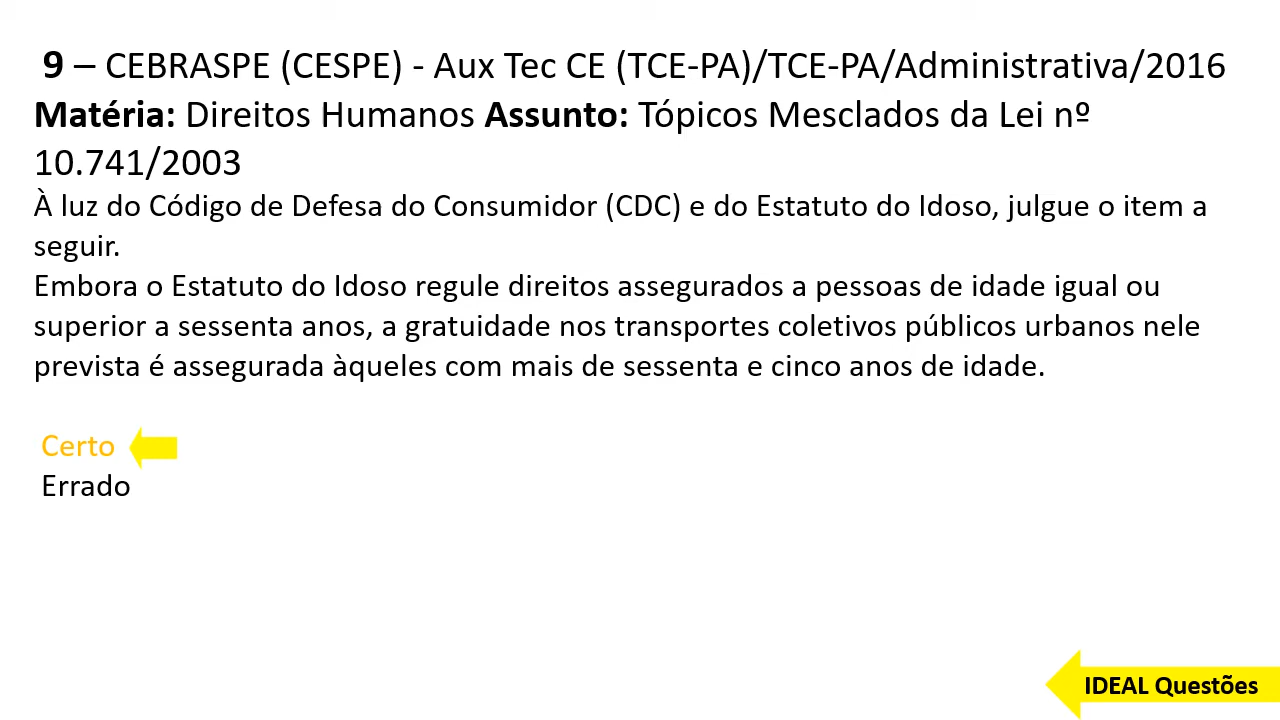 9 – CEBRASPE (CESPE) - Aux Tec CE (TCE-PA)/TCE-PA/Administrativa/2016
Matéria: Direitos Humanos Assunto: Tópicos Mesclados da Lei nº
10.741/2003
À luz do Código de Defesa do Consumidor (CDC) e do Estatuto do Idoso, julgue o item a
seguir.
Embora o Estatuto do Idoso regule direitos assegurados a pessoas de idade igual ou
superior a sessenta anos, a gratuidade nos transportes coletivos públicos urbanos nele
prevista é assegurada àqueles com mais de sessenta e cinco anos de idade.
Certo
Errado
IDEAL Questões